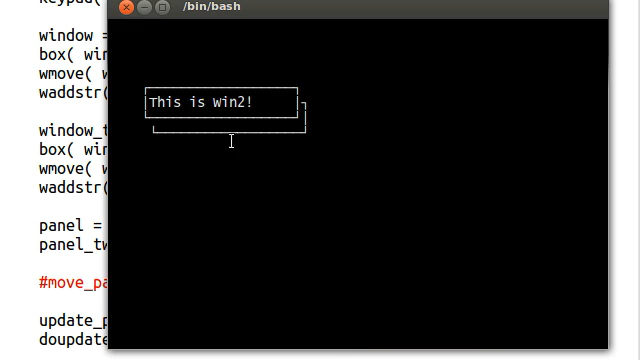 /bin/bash
window =
box( win
wmove( w
waddstr(
This is Win2!
window_t
box( win
wmove( w
waddstr(
panel =
panel_tw
#move_pa
update_p
doupdate